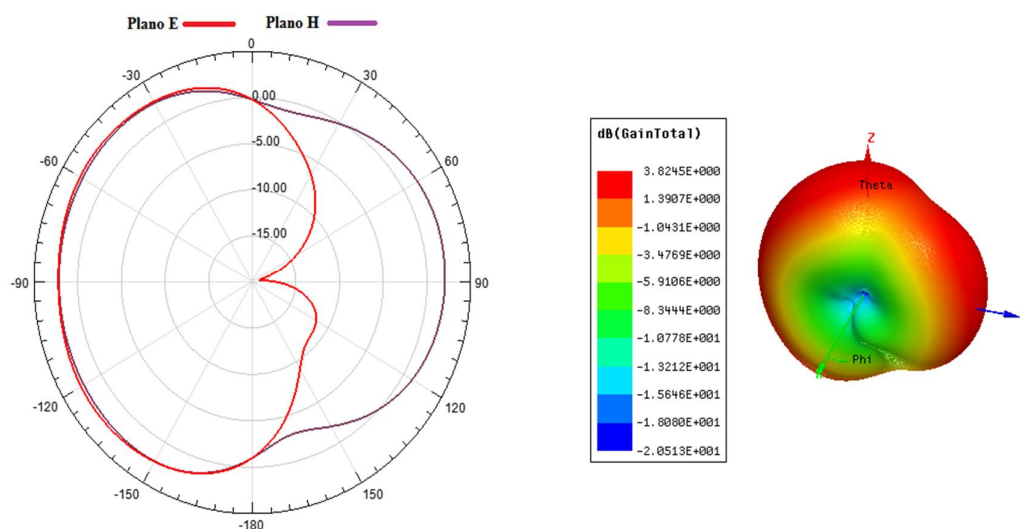 Plano E
Plano H
0
-30
30
0.00
-60
60
-5.00
-10.00
-15.00
-90
90
-120
120
-150
150
-180
dB(GainTotal)
3.8245E+000
1.3907E+000
-1.0431E+000
-3.4769E+000
-5.9106E+000
-8.3444E+000
-1.0778E+001
-1.3212E+001
-1.5646E+001
-1.8080E+001
-2.0513E+001
Z
Theta
Phi